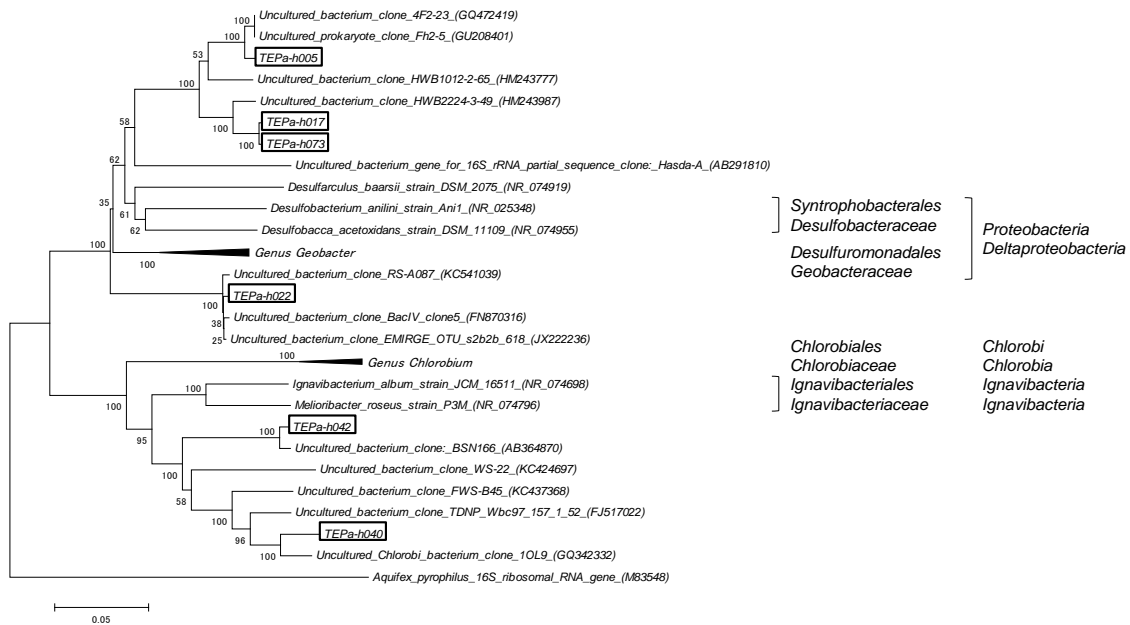 Uncultured_bacterium_clone_4F2-23_(GQ472419)
100
Uncultured_prokaryote_clone_Fh2-5_(GU208401)
100
TEPa-h005
53
Uncultured_bacterium_clone_HWB1012-2-65_(HM243777)
100
Uncultured_bacterium_clone_HWB2224-3-49_(HM243987)
TEPa-h017
100
58
TEPa-h073
100
Uncultured_bacterium_gene_for_16S_rRNA_partial_sequence_clone:_Hasda-A_(AB291810)
62
Desulfarculus_baarsii_strain_DSM_2075_(NR_074919)
35
Desulfobacterium_anilini_strain_Ani1_(NR_025348)
61
Desulfobacca_acetoxidans_strain_DSM_11109_(NR_074955)
62
Genus Geobacter
100
100
Uncultured_bacterium_clone_RS-A087_(KC541039)
TEPa-h022
100
Uncultured_bacterium_clone_BacIV_clone5_(FN870316)
38
Uncultured_bacterium_clone_EMIRGE_OTU_s2b2b_618_(JX222236)
25
100
Genus Chlorobium
Ignavibacterium_album_strain_JCM_16511_(NR_074698)
100
Melioribacter_roseus_strain_P3M_(NR_074796)
100
TEPa-h042
95
100
Uncultured_bacterium_clone:_BSN166_(AB364870)
Uncultured_bacterium_clone_WS-22_(KC424697)
100
Uncultured_bacterium_clone_FWS-B45_(KC437368)
58
Uncultured_bacterium_clone_TDNP_Wbc97_157_1_52_(FJ517022)
100
TEPa-h040
96
Uncultured_Chlorobi_bacterium_clone_1OL9_(GQ342332)
100
Aquifex_pyrophilus_16S_ribosomal_RNA_gene_(M83548)
0.05
Syntrophobacterales
Desulfobacteraceae
Desulfuromonadales
Geobacteraceae
Proteobacteria
Deltaproteobacteria
Chlorobiales
Chlorobiaceae
Chlorobi
Chlorobia
Ignavibacteriales
Ignavibacteriaceae
Ignavibacteria
Ignavibacteria